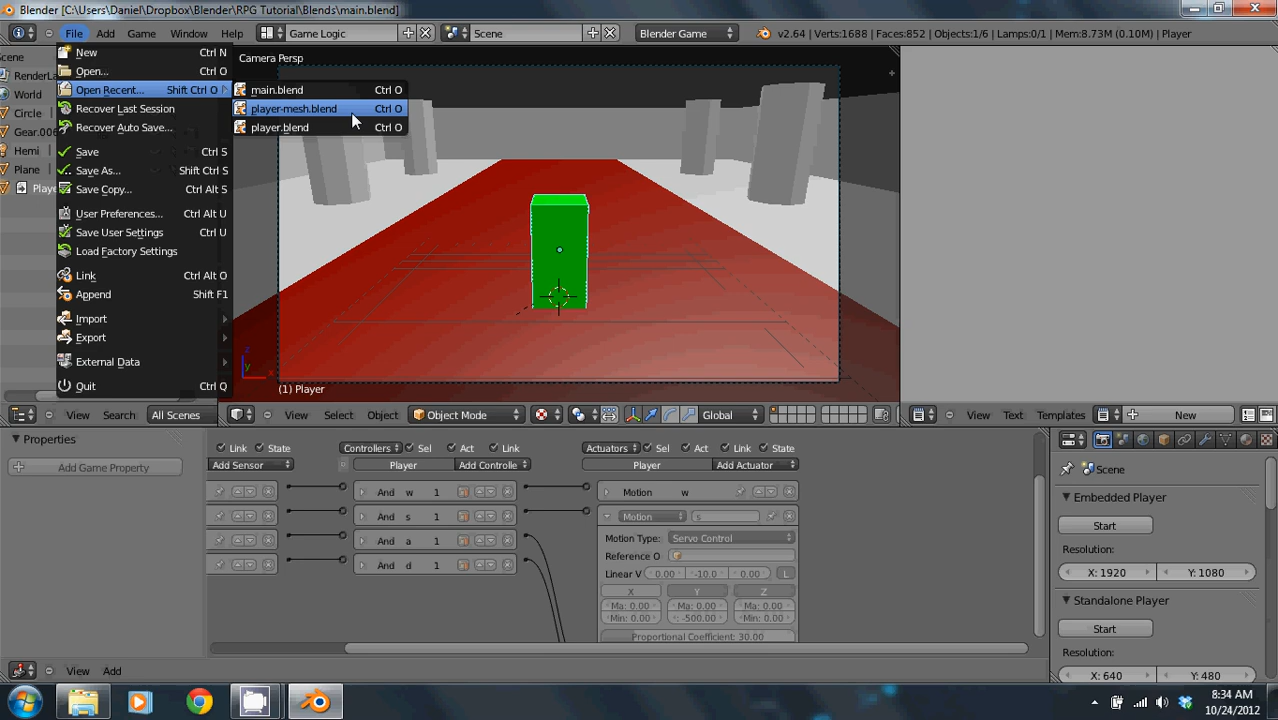 Blender [C:\Users\Daniel\Dropbox\Blender\RPG Tutorial\Blends\main.blend]
File Add Game Window Help Game Logic Scene Blender Game v2.64 | Verts:1688 | Faces:852 | Objects:1/6 | Lamps:0/1 | Mem:8.73M (0.10M) | Player
New Ctrl N
Open... Ctrl O
Open Recent... Shift Ctrl O
Recover Last Session
Recover Auto Save...
Save Ctrl S
Save As... Shift Ctrl S
Save Copy... Ctrl Alt S
User Preferences... Ctrl Alt U
Save User Settings Ctrl U
Load Factory Settings
Link Ctrl Alt O
Append Shift F1
Import
Export
External Data
Quit Ctrl Q
main.blend Ctrl O
player-mesh.blend Ctrl O
player.blend Ctrl O
cene
RenderLa
World
Circle
Gear.006
Hemi
Plane
Playe
Camera Persp
z
y
x
(1) Player
View Search: All Scenes
View Select Object Object Mode Global
View Text Templates New
Properties
Add Game Property
Link State
Add Sensor
Controllers Sel Act Link
Player Add Controlle
And w 1
And s 1
And a 1
And d 1
Actuators Sel Act Link State
Player Add Actuator
Motion w
Motion s
Motion Type: Servo Control
Reference O
Linear V 0.00 -10.0 0.00 L
X Y Z
Ma: 0.00 Ma: 0.00 Ma: 0.00
Min: 0.00 : -500.00 Min: 0.00
Proportional Coefficient: 30.00
View Add
Scene
Embedded Player
Start
Resolution:
X: 1920 Y: 1080
Standalone Player
Start
Resolution:
X: 640 Y: 480
8:34 AM
10/24/2012